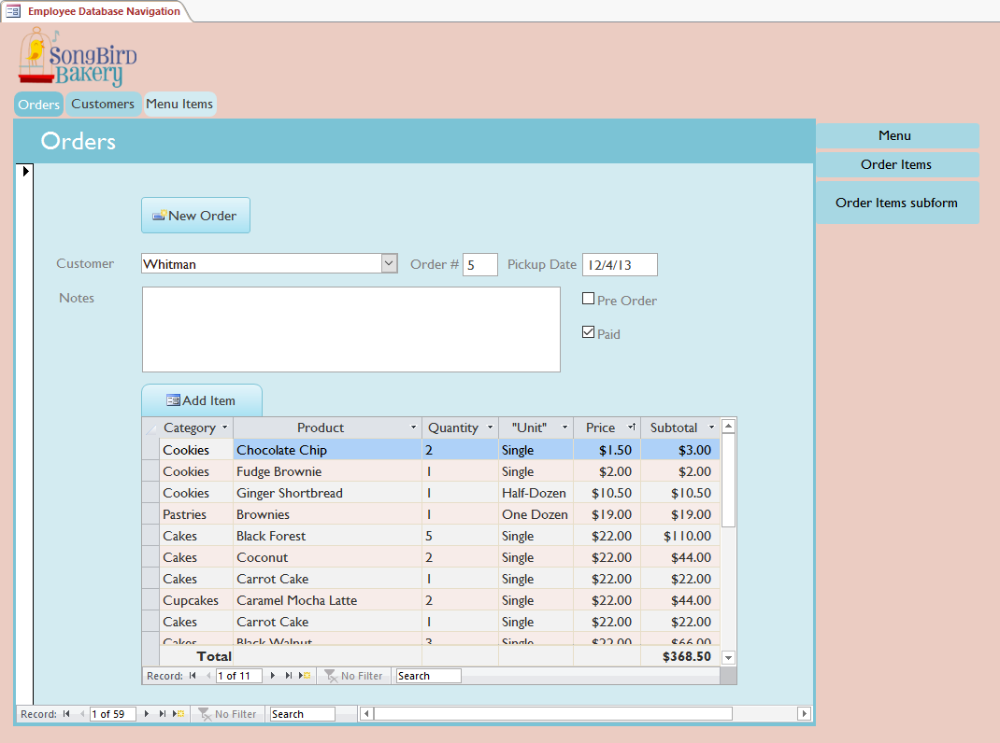 Employee Database Navigation
SongBird
Bakery
Orders Customers Menu Items
Orders
Menu
Order Items
Order Items subform
New Order
Customer Whitman Order # 5 Pickup Date 12/4/13
Notes
Pre Order
Paid
Add Item
Category Product Quantity "Unit" Price Subtotal
Cookies Chocolate Chip 2 Single $1.50 $3.00
Cookies Fudge Brownie 1 Single $2.00 $2.00
Cookies Ginger Shortbread 1 Half-Dozen $10.50 $10.50
Pastries Brownies 1 One Dozen $19.00 $19.00
Cakes Black Forest 5 Single $22.00 $110.00
Cakes Coconut 2 Single $22.00 $44.00
Cakes Carrot Cake 1 Single $22.00 $22.00
Cupcakes Caramel Mocha Latte 2 Single $22.00 $44.00
Cakes Carrot Cake 1 Single $22.00 $22.00
Cakes Black Walnut 3 Single $22.00 $66.00
Total $368.50
Record: 1 of 11 No Filter Search
Record: 1 of 59 No Filter Search